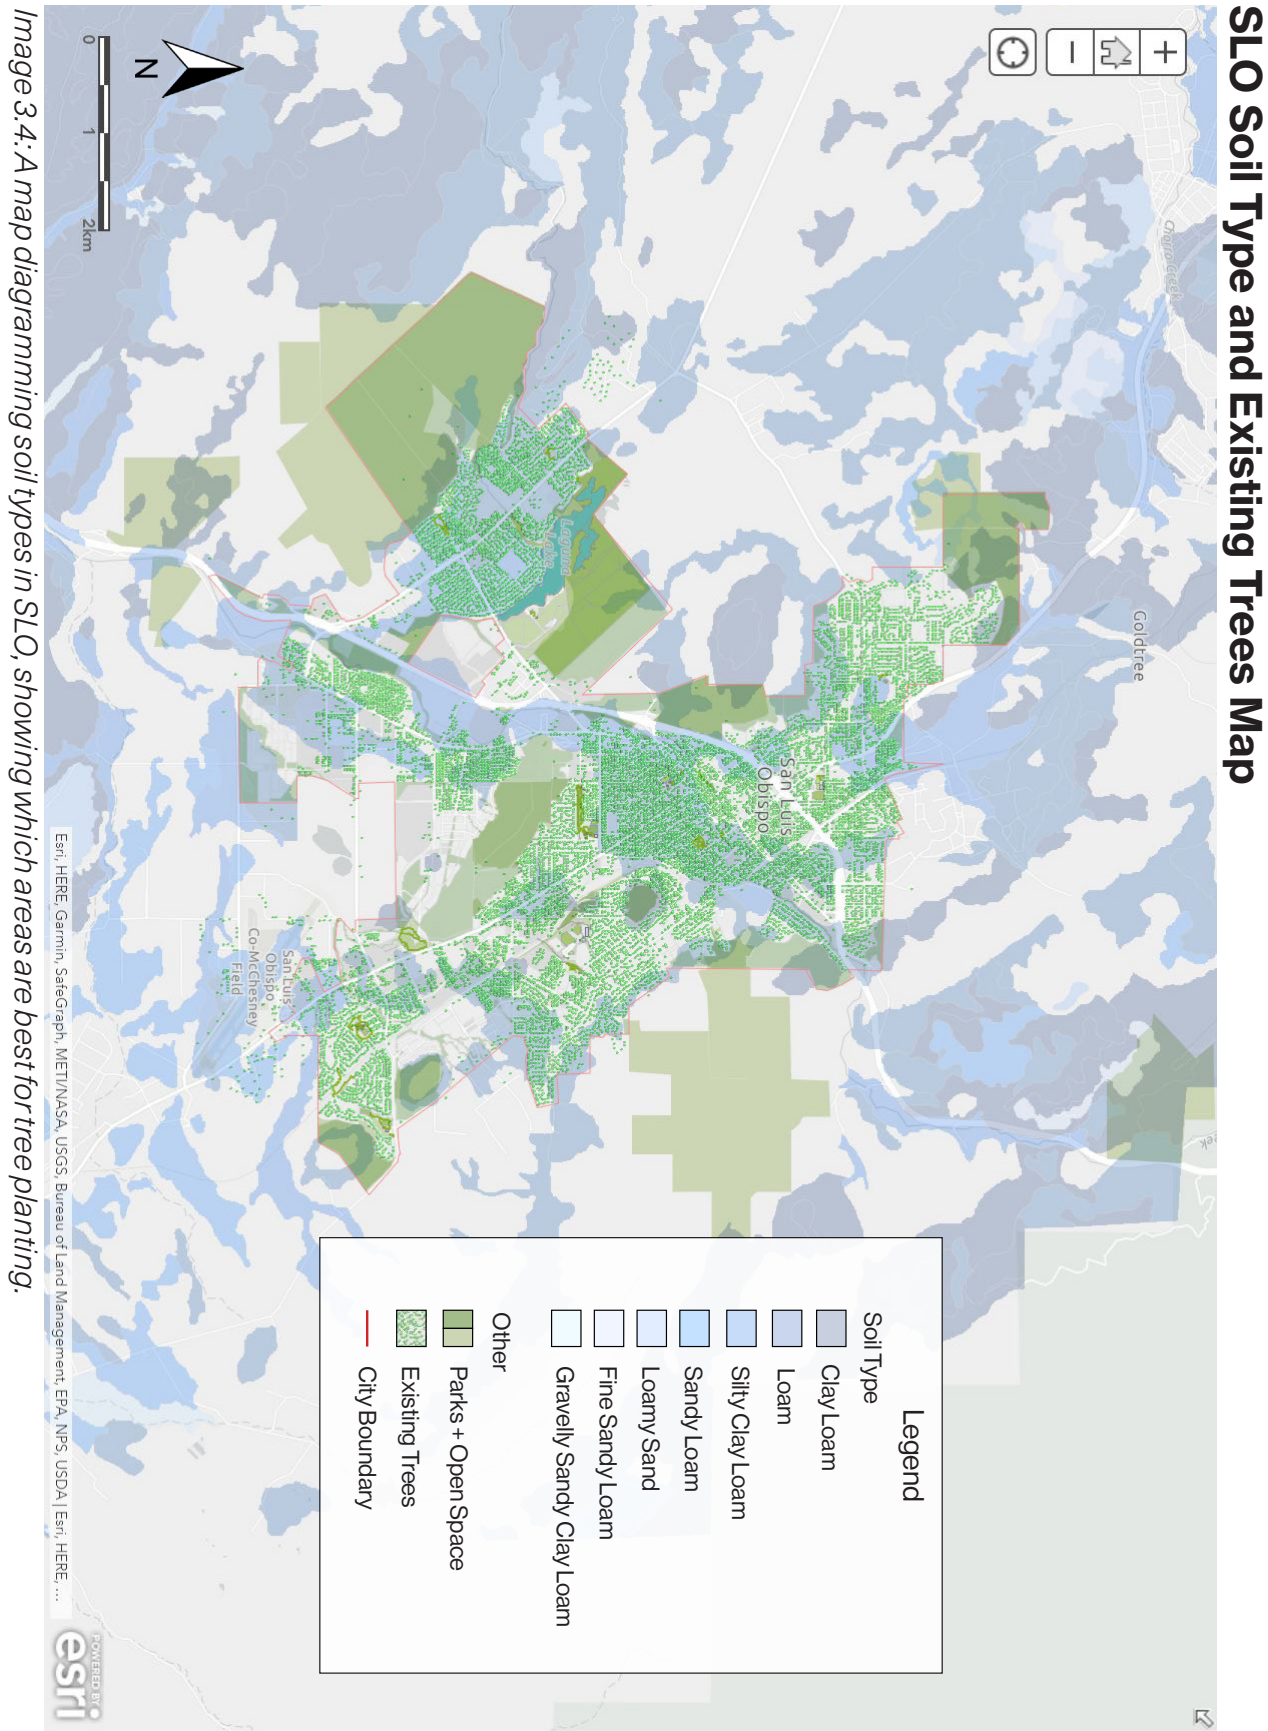 SLO Soil Type and Existing Trees Map
Chorro Creek
Goldtree
San Luis
Obispo
Laguna
Lake
San Luis
Obispo
Co-McChesney
Field
Legend
Soil Type
Clay Loam
Loam
Silty Clay Loam
Sandy Loam
Loamy Sand
Fine Sandy Loam
Gravelly Sandy Clay Loam
Other
Parks + Open Space
Existing Trees
City Boundary
N
0 1 2km
Esri, HERE, Garmin, SafeGraph, METI/NASA, USGS, Bureau of Land Management, EPA, NPS, USDA | Esri, HERE, ...
POWERED BY
esri
Image 3.4: A map diagramming soil types in SLO, showing which areas are best for tree planting.